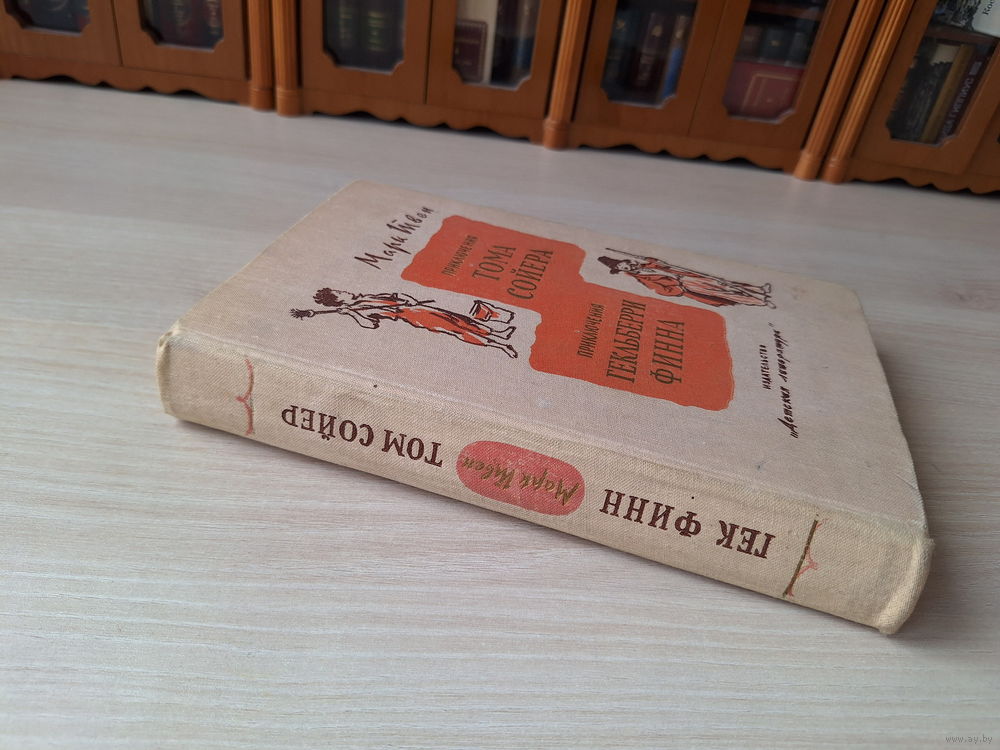 Марк Твен
ПРИКЛЮЧЕНИЯ
ТОМА
СОЙЕРА
ПРИКЛЮЧЕНИЯ
ГЕКЛЬБЕРРИ
ФИННА
ИЗДАТЕЛЬСТВО
„Детская литература"
ТОМ СОЙЕР
Марк Твен
ГЕК ФИНН
www.ay.by